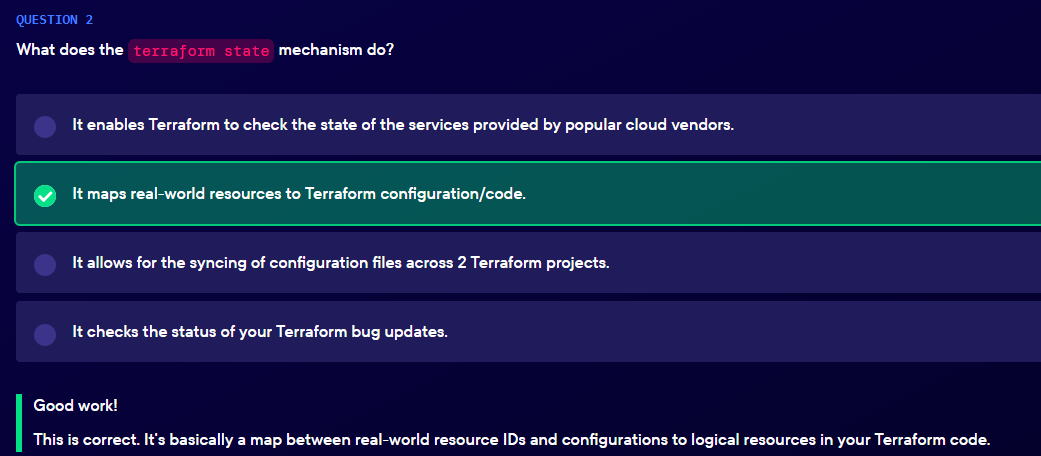 QUESTION 2
What does the terraform state mechanism do?
It enables Terraform to check the state of the services provided by popular cloud vendors.
It maps real-world resources to Terraform configuration/code.
It allows for the syncing of configuration files across 2 Terraform projects.
It checks the status of your Terraform bug updates.
Good work!
This is correct. It's basically a map between real-world resource IDs and configurations to logical resources in your Terraform code.